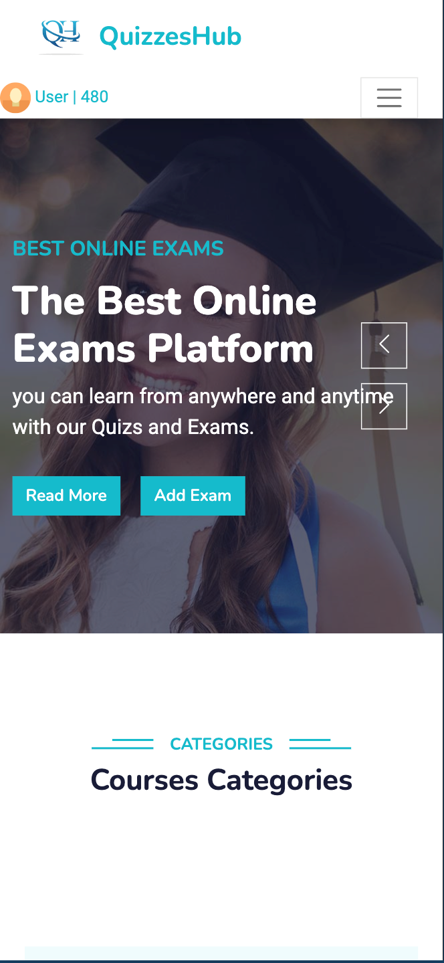 QH QuizzesHub
User | 480
BEST ONLINE EXAMS
The Best Online
Exams Platform
you can learn from anywhere and anytime
with our Quizs and Exams.
Read More Add Exam
CATEGORIES
Courses Categories